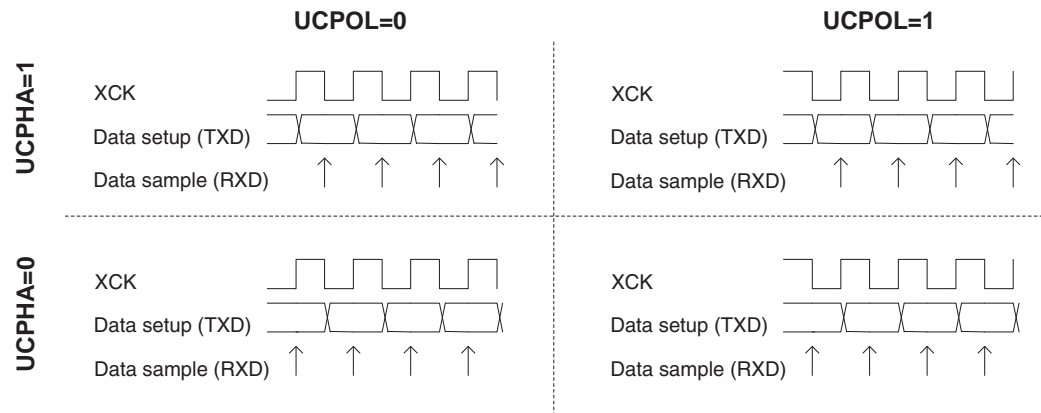 UCPOL=0 UCPOL=1
UCPHA=1
XCK XCK
Data setup (TXD) Data setup (TXD)
Data sample (RXD) Data sample (RXD)
UCPHA=0
XCK XCK
Data setup (TXD) Data setup (TXD)
Data sample (RXD) Data sample (RXD)